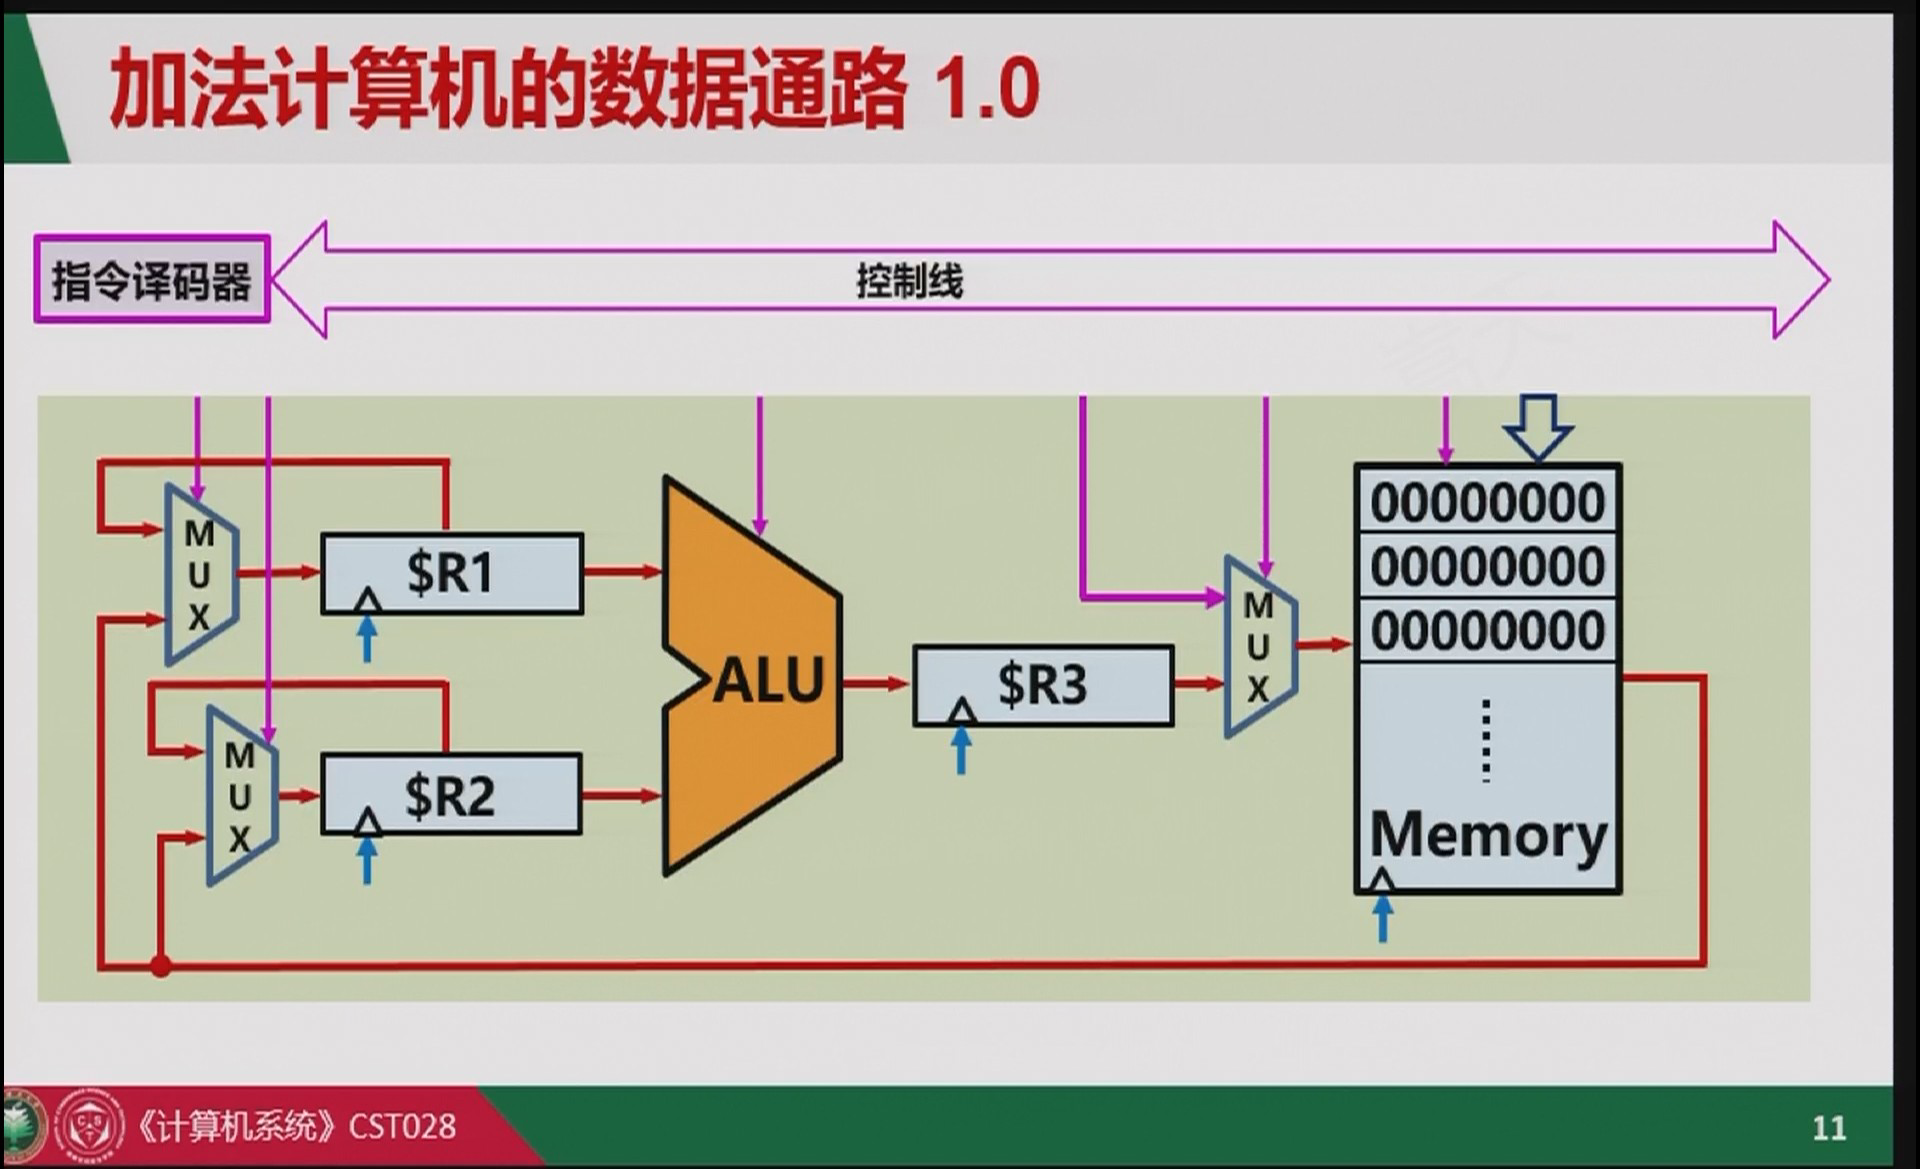 加法计算机的数据通路 1.0
指令译码器
控制线
M
U
X
$R1
M
U
X
$R2
ALU
$R3
M
U
X
00000000
00000000
00000000
Memory
《计算机系统》CST028
11